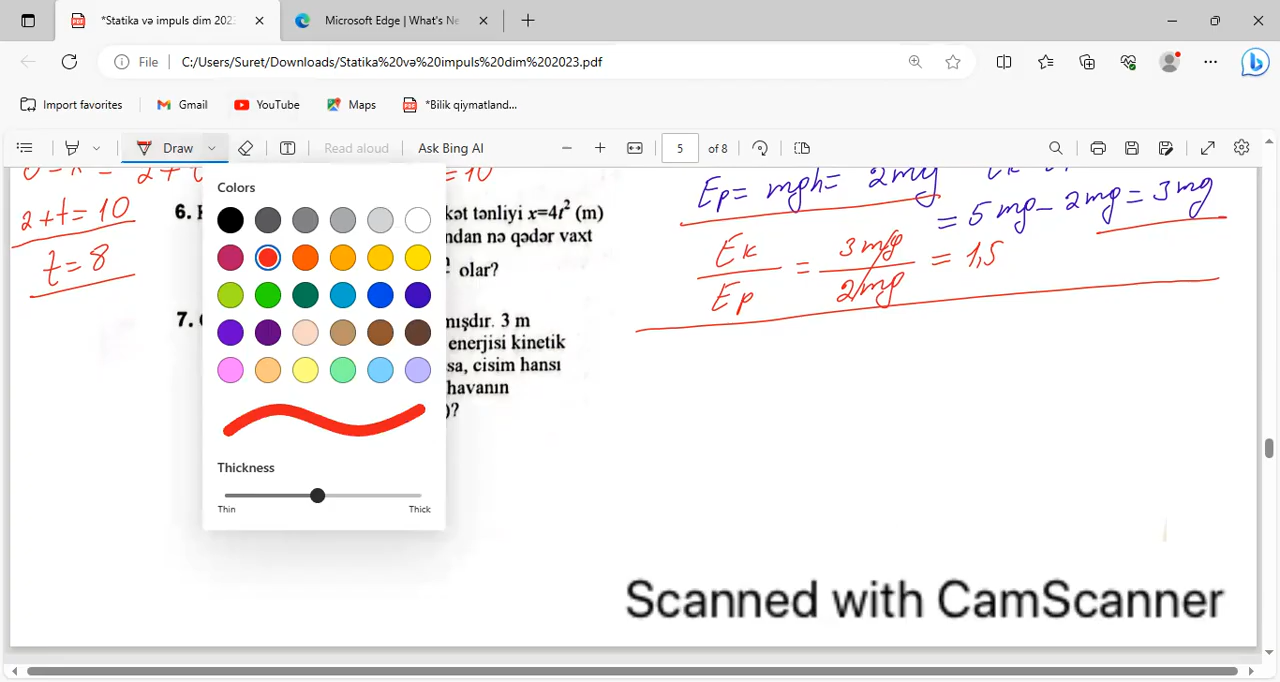 *Statika və impuls dim 202
Microsoft Edge | What's Ne
File
C:/Users/Suret/Downloads/Statika%20və%20impuls%20dim%202023.pdf
Import favorites
Gmail
YouTube
Maps
*Bilik qiymatland...
Draw
Read aloud
Ask Bing AI
5
of 8
Colors
Thickness
Thin
Thick
2+t=10
t=8
6.
kət tənliyi x=4t² (m)
ndan nə qədər vaxt
olar?
7.
mışdır. 3 m
enerjisi kinetik
sa, cisim hansı
havanın
)?
Ep= mgh= 2mg
= 5mg- 2mg= 3mg
Ek/Ep = 3mg/2mg = 1,5
Scanned with CamScanner